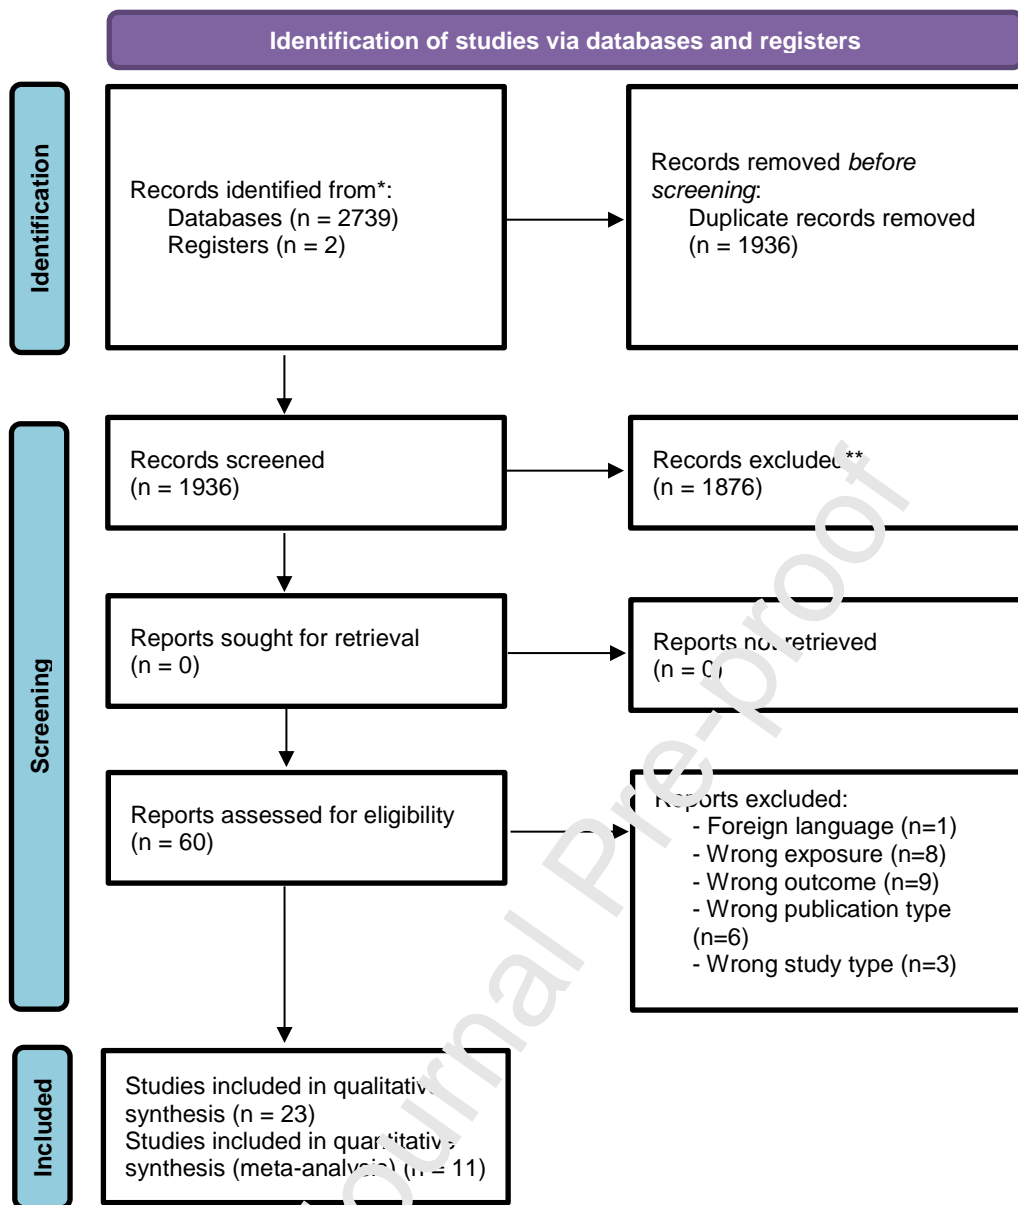 Identification of studies via databases and registers
Identification
Records identified from*:
Databases (n = 2739)
Registers (n = 2)
Records removed before
screening:
Duplicate records removed
(n = 1936)
Screening
Records screened
(n = 1936)
Records excluded**
(n = 1876)
Reports sought for retrieval
(n = 0)
Reports not retrieved
(n = 0)
Reports assessed for eligibility
(n = 60)
Reports excluded:
- Foreign language (n=1)
- Wrong exposure (n=8)
- Wrong outcome (n=9)
- Wrong publication type
(n=6)
- Wrong study type (n=3)
Included
Studies included in qualitative
synthesis (n = 23)
Studies included in quantitative
synthesis (meta-analysis) (n = 11)
Journal Pre-proof